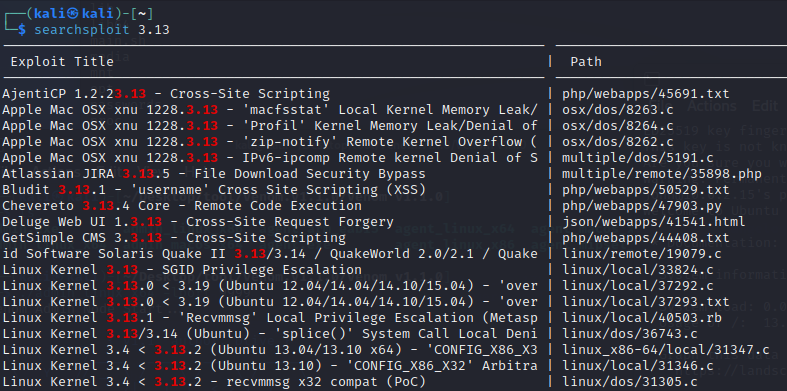 ┌──(kali㉿kali)-[~]
└─$ searchsploit 3.13
Exploit Title | Path
AjentiCP 1.2.23.13 - Cross-Site Scripting | php/webapps/45691.txt
Apple Mac OSX xnu 1228.3.13 - 'macfsstat' Local Kernel Memory Leak/ | osx/dos/8263.c
Apple Mac OSX xnu 1228.3.13 - 'Profil' Kernel Memory Leak/Denial of | osx/dos/8264.c
Apple Mac OSX xnu 1228.3.13 - 'zip-notify' Remote Kernel Overflow ( | osx/dos/8262.c
Apple Mac OSX xnu 1228.3.13 - IPv6-ipcomp Remote kernel Denial of S | multiple/dos/5191.c
Atlassian JIRA 3.13.5 - File Download Security Bypass | multiple/remote/35898.php
Bludit 3.13.1 - 'username' Cross Site Scripting (XSS) | php/webapps/50529.txt
Chevereto 3.13.4 Core - Remote Code Execution | php/webapps/47903.py
Deluge Web UI 1.3.13 - Cross-Site Request Forgery | json/webapps/41541.html
GetSimple CMS 3.3.13 - Cross-Site Scripting | php/webapps/44408.txt
id Software Solaris Quake II 3.13/3.14 / QuakeWorld 2.0/2.1 / Quake | linux/remote/19079.c
Linux Kernel 3.13 - SGID Privilege Escalation | linux/local/33824.c
Linux Kernel 3.13.0 < 3.19 (Ubuntu 12.04/14.04/14.10/15.04) - 'over | linux/local/37292.c
Linux Kernel 3.13.0 < 3.19 (Ubuntu 12.04/14.04/14.10/15.04) - 'over | linux/local/37293.txt
Linux Kernel 3.13.1 - 'Recvmmsg' Local Privilege Escalation (Metasp | linux/local/40503.rb
Linux Kernel 3.13/3.14 (Ubuntu) - 'splice()' System Call Local Deni | linux/dos/36743.c
Linux Kernel 3.4 < 3.13.2 (Ubuntu 13.04/13.10 x64) - 'CONFIG_X86_X3 | linux_x86-64/local/31347.c
Linux Kernel 3.4 < 3.13.2 (Ubuntu 13.10) - 'CONFIG_X86_X32' Arbitra | linux/local/31346.c
Linux Kernel 3.4 < 3.13.2 - recvmmsg x32 compat (PoC) | linux/dos/31305.c